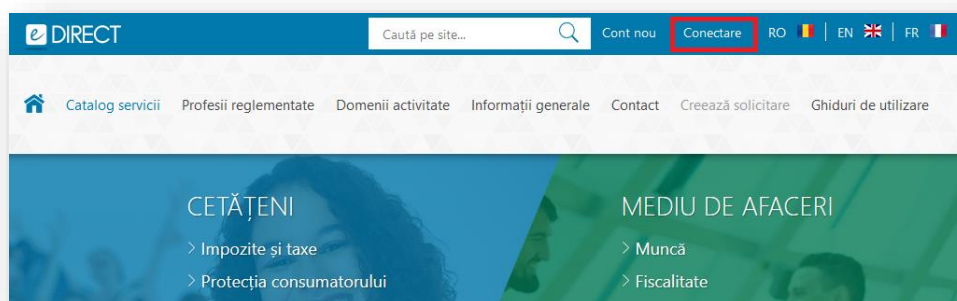 e DIRECT Caută pe site... Cont nou Conectare RO EN FR
Catalog servicii Profesii reglementate Domenii activitate Informații generale Contact Creează solicitare Ghiduri de utilizare
CETĂȚENI MEDIU DE AFACERI
> Impozite și taxe > Muncă
> Protecția consumatorului > Fiscalitate